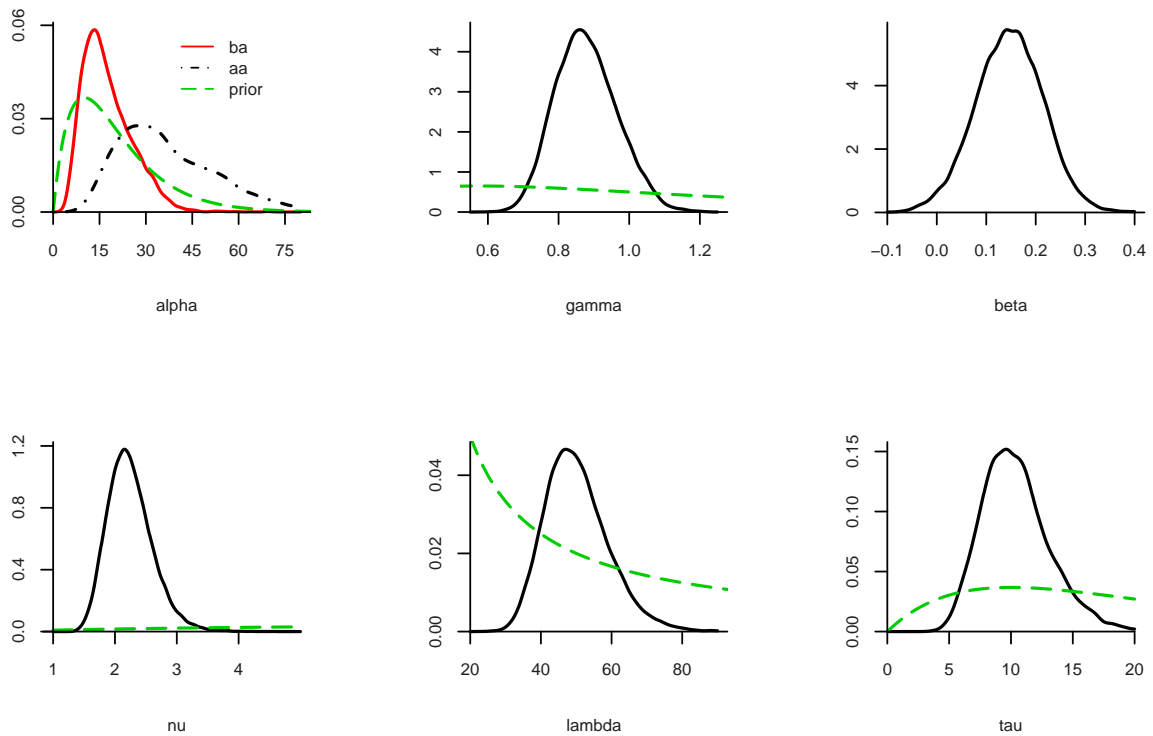 0.00 0.03 0.06
ba
aa
prior
0 15 30 45 60 75
alpha
0 1 2 3 4
0.6 0.8 1.0 1.2
gamma
0 2 4
−0.1 0.0 0.1 0.2 0.3 0.4
beta
0.0 0.4 0.8 1.2
1 2 3 4
nu
0.00 0.02 0.04
20 40 60 80
lambda
0.00 0.05 0.10 0.15
0 5 10 15 20
tau